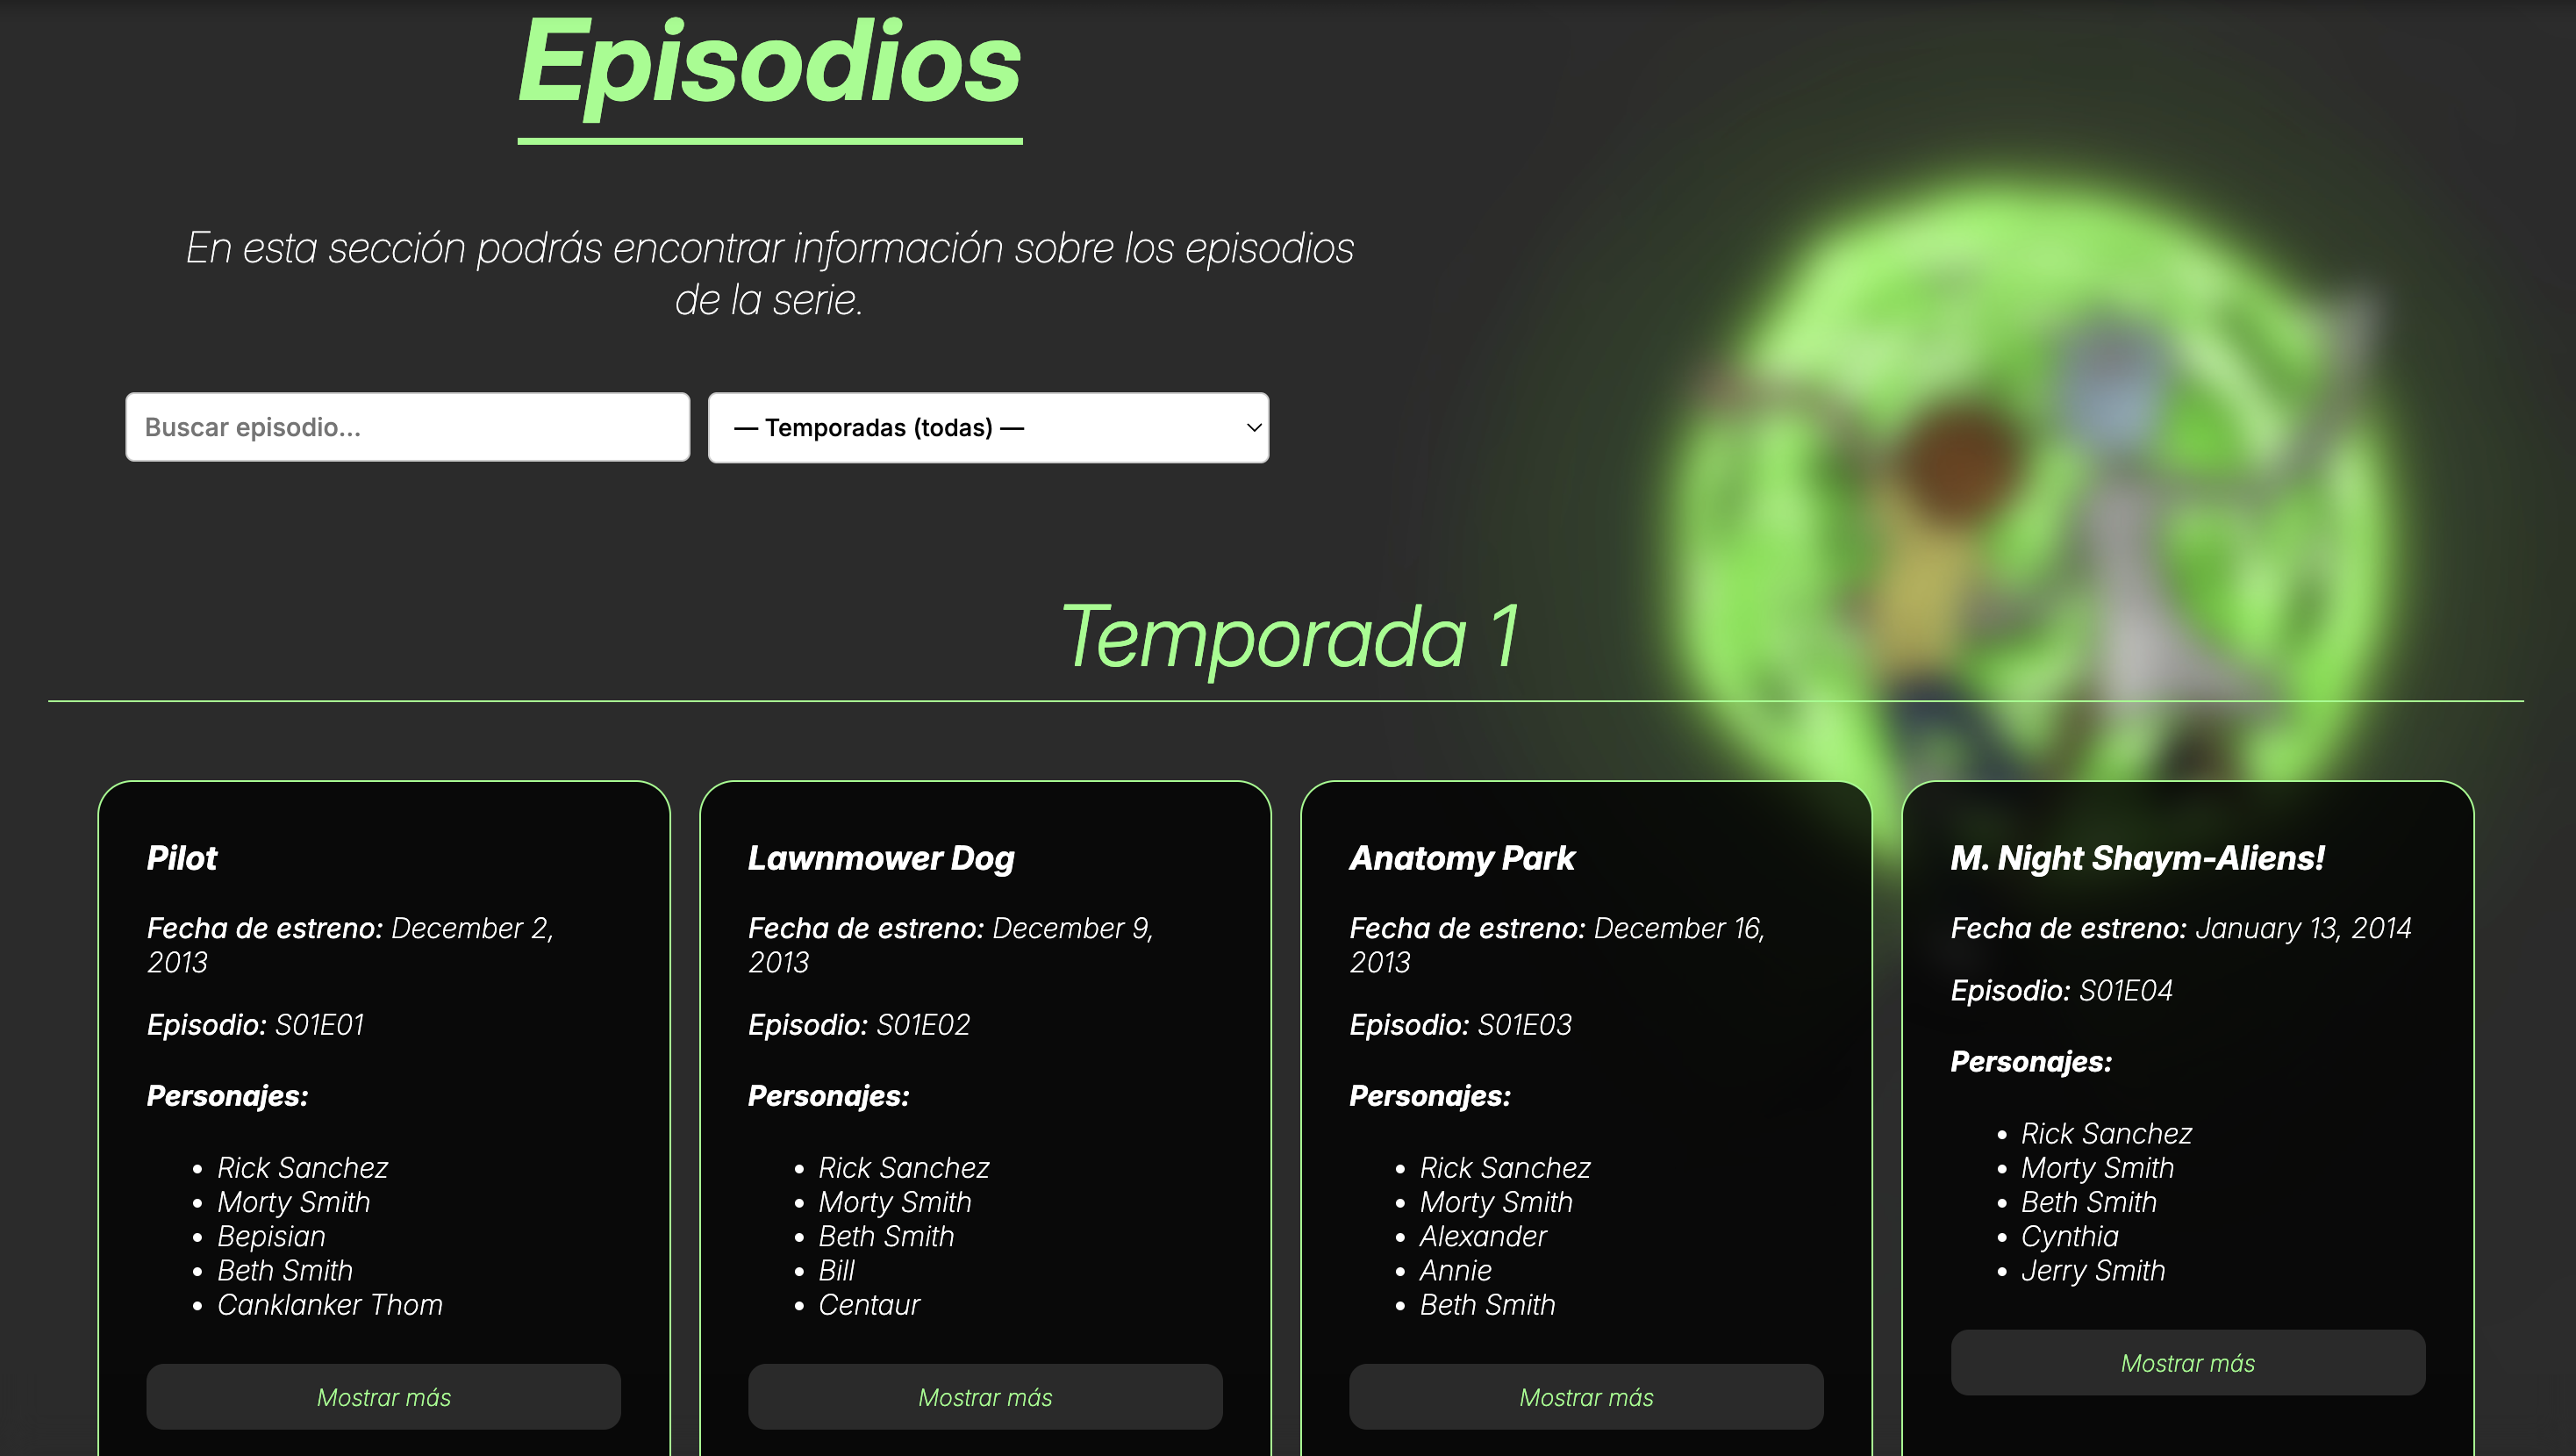 Episodios
En esta sección podrás encontrar información sobre los episodios
de la serie.
Buscar episodio...
— Temporadas (todas) —
Temporada 1
Pilot
Fecha de estreno: December 2,
2013
Episodio: S01E01
Personajes:
Rick Sanchez
Morty Smith
Bepisian
Beth Smith
Canklanker Thom
Mostrar más
Lawnmower Dog
Fecha de estreno: December 9,
2013
Episodio: S01E02
Personajes:
Rick Sanchez
Morty Smith
Beth Smith
Bill
Centaur
Mostrar más
Anatomy Park
Fecha de estreno: December 16,
2013
Episodio: S01E03
Personajes:
Rick Sanchez
Morty Smith
Alexander
Annie
Beth Smith
Mostrar más
M. Night Shaym-Aliens!
Fecha de estreno: January 13, 2014
Episodio: S01E04
Personajes:
Rick Sanchez
Morty Smith
Beth Smith
Cynthia
Jerry Smith
Mostrar más